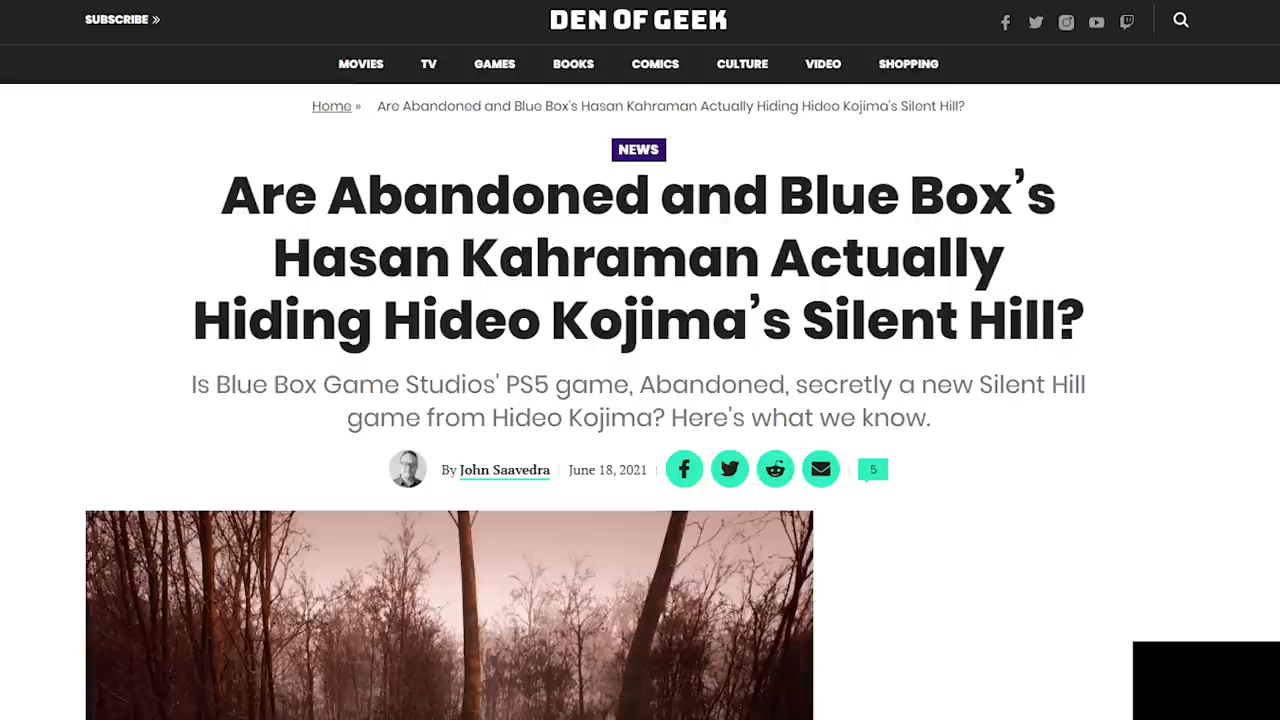 SUBSCRIBE »
DEN OF GEEK
MOVIES TV GAMES BOOKS COMICS CULTURE VIDEO SHOPPING
Home » Are Abandoned and Blue Box's Hasan Kahraman Actually Hiding Hideo Kojima's Silent Hill?
NEWS
Are Abandoned and Blue Box’s
Hasan Kahraman Actually
Hiding Hideo Kojima’s Silent Hill?
Is Blue Box Game Studios' PS5 game, Abandoned, secretly a new Silent Hill
game from Hideo Kojima? Here's what we know.
By John Saavedra | June 18, 2021 | 5